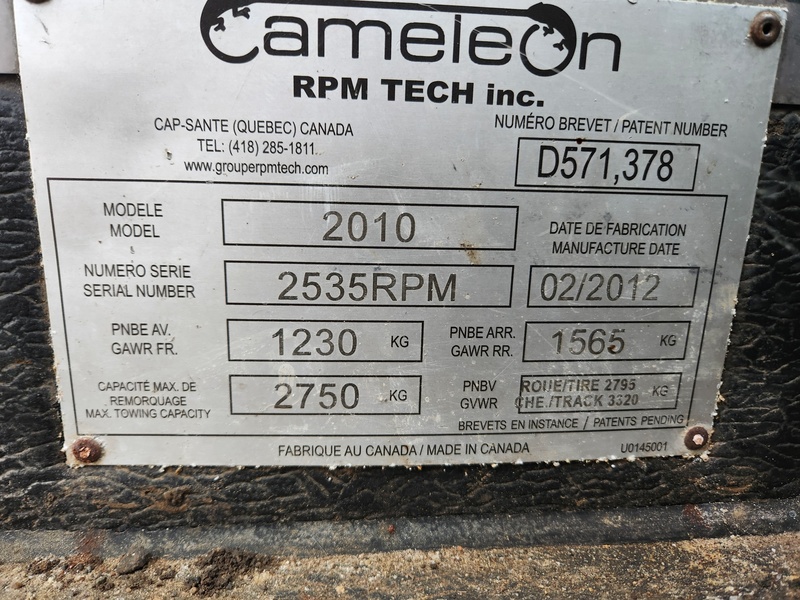 Cameleon
RPM TECH inc.
CAP-SANTE (QUEBEC) CANADA
TEL: (418) 285-1811
www.grouperpmtech.com
NUMÉRO BREVET / PATENT NUMBER
D571,378
MODELE
MODEL
2010
DATE DE FABRICATION
MANUFACTURE DATE
02/2012
NUMERO SERIE
SERIAL NUMBER
2535RPM
PNBE AV.
GAWR FR.
1230 KG
PNBE ARR.
GAWR RR.
1565 KG
CAPACITÉ MAX. DE
REMORQUAGE
MAX. TOWING CAPACITY
2750 KG
PNBV
GVWR
ROUE/TIRE 2795
CHE./TRACK 3320
KG
BREVETS EN INSTANCE / PATENTS PENDING
FABRIQUE AU CANADA / MADE IN CANADA
U0145001